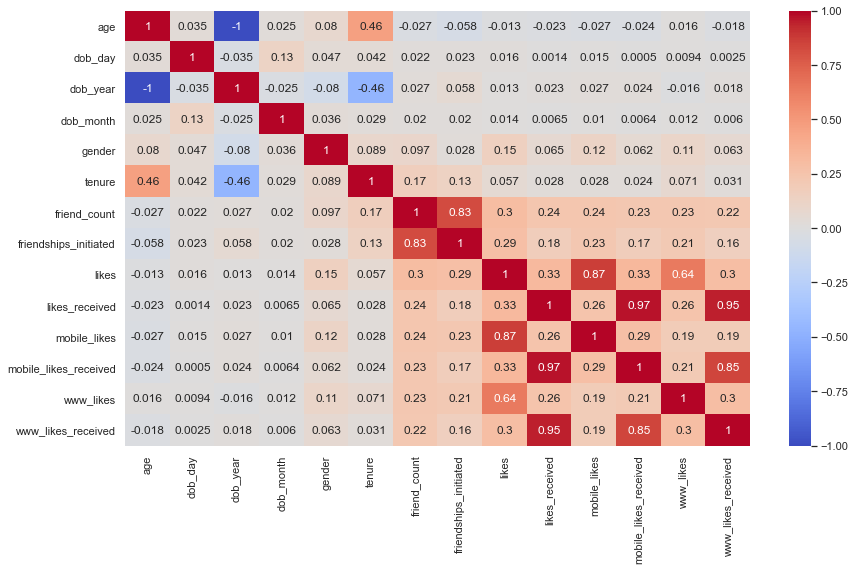 age 1 0.035 -1 0.025 0.08 0.46 -0.027 -0.058 -0.013 -0.023 -0.027 -0.024 0.016 -0.018
dob_day 0.035 1 -0.035 0.13 0.047 0.042 0.022 0.023 0.016 0.0014 0.015 0.0005 0.0094 0.0025
dob_year -1 -0.035 1 -0.025 -0.08 -0.46 0.027 0.058 0.013 0.023 0.027 0.024 -0.016 0.018
dob_month 0.025 0.13 -0.025 1 0.036 0.029 0.02 0.02 0.014 0.0065 0.01 0.0064 0.012 0.006
gender 0.08 0.047 -0.08 0.036 1 0.089 0.097 0.028 0.15 0.065 0.12 0.062 0.11 0.063
tenure 0.46 0.042 -0.46 0.029 0.089 1 0.17 0.13 0.057 0.028 0.028 0.024 0.071 0.031
friend_count -0.027 0.022 0.027 0.02 0.097 0.17 1 0.83 0.3 0.24 0.24 0.23 0.23 0.22
friendships_initiated -0.058 0.023 0.058 0.02 0.028 0.13 0.83 1 0.29 0.18 0.23 0.17 0.21 0.16
likes -0.013 0.016 0.013 0.014 0.15 0.057 0.3 0.29 1 0.33 0.87 0.33 0.64 0.3
likes_received -0.023 0.0014 0.023 0.0065 0.065 0.028 0.24 0.18 0.33 1 0.26 0.97 0.26 0.95
mobile_likes -0.027 0.015 0.027 0.01 0.12 0.028 0.24 0.23 0.87 0.26 1 0.29 0.19 0.19
mobile_likes_received -0.024 0.0005 0.024 0.0064 0.062 0.024 0.23 0.17 0.33 0.97 0.29 1 0.21 0.85
www_likes 0.016 0.0094 -0.016 0.012 0.11 0.071 0.23 0.21 0.64 0.26 0.19 0.21 1 0.3
www_likes_received -0.018 0.0025 0.018 0.006 0.063 0.031 0.22 0.16 0.3 0.95 0.19 0.85 0.3 1
age
dob_day
dob_year
dob_month
gender
tenure
friend_count
friendships_initiated
likes
likes_received
mobile_likes
mobile_likes_received
www_likes
www_likes_received
1.00
0.75
0.50
0.25
0.00
−0.25
−0.50
−0.75
−1.00